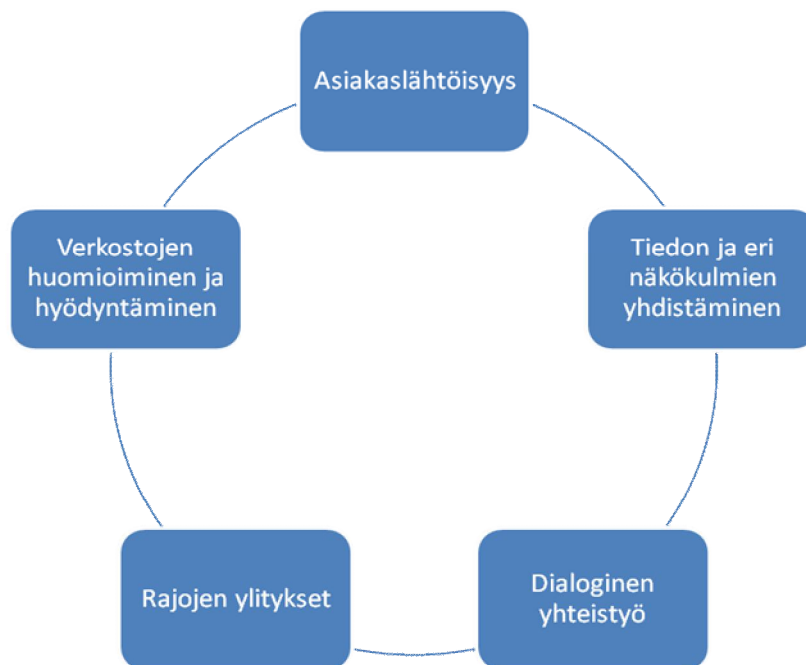 Asiakaslähtöisyys
Tiedon ja eri
näkökulmien
yhdistäminen
Dialoginen
yhteistyö
Rajojen ylitykset
Verkostojen
huomioiminen ja
hyödyntäminen